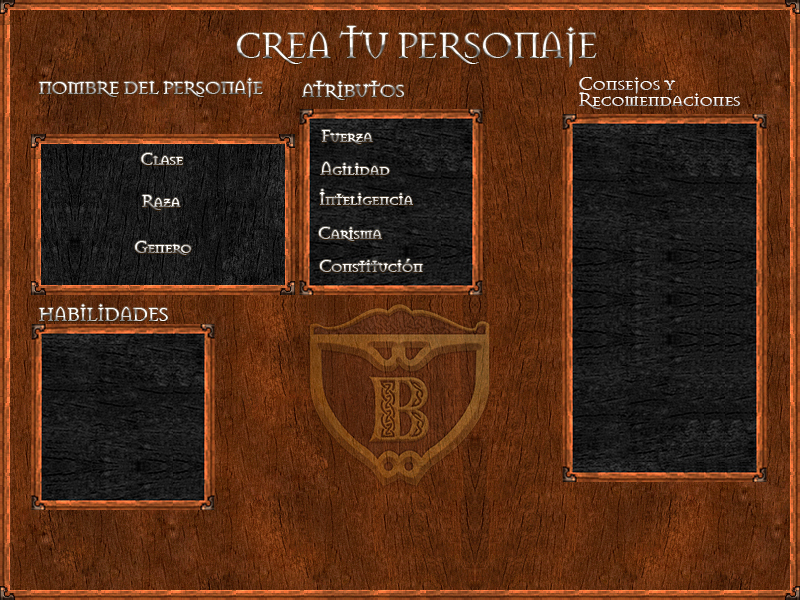 CREA TU PERSONAJE
NOMBRE DEL PERSONAJE
ATRIBUTOS
Consejos y
Recomendaciones
Clase
Raza
Genero
Fuerza
Agilidad
Inteligencia
Carisma
Constitución
HABILIDADES
B